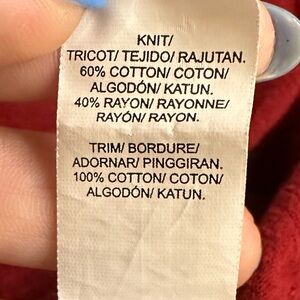 KNIT/
TRICOT/ TEJIDO/ RAJUTAN.
60% COTTON/ COTON/
ALGODÓN/ KATUN.
40% RAYON/ RAYONNE/
RAYÓN/ RAYON.
TRIM/ BORDURE/
ADORNAR/ PINGGIRAN.
100% COTTON/ COTON/
ALGODÓN/ KATUN.